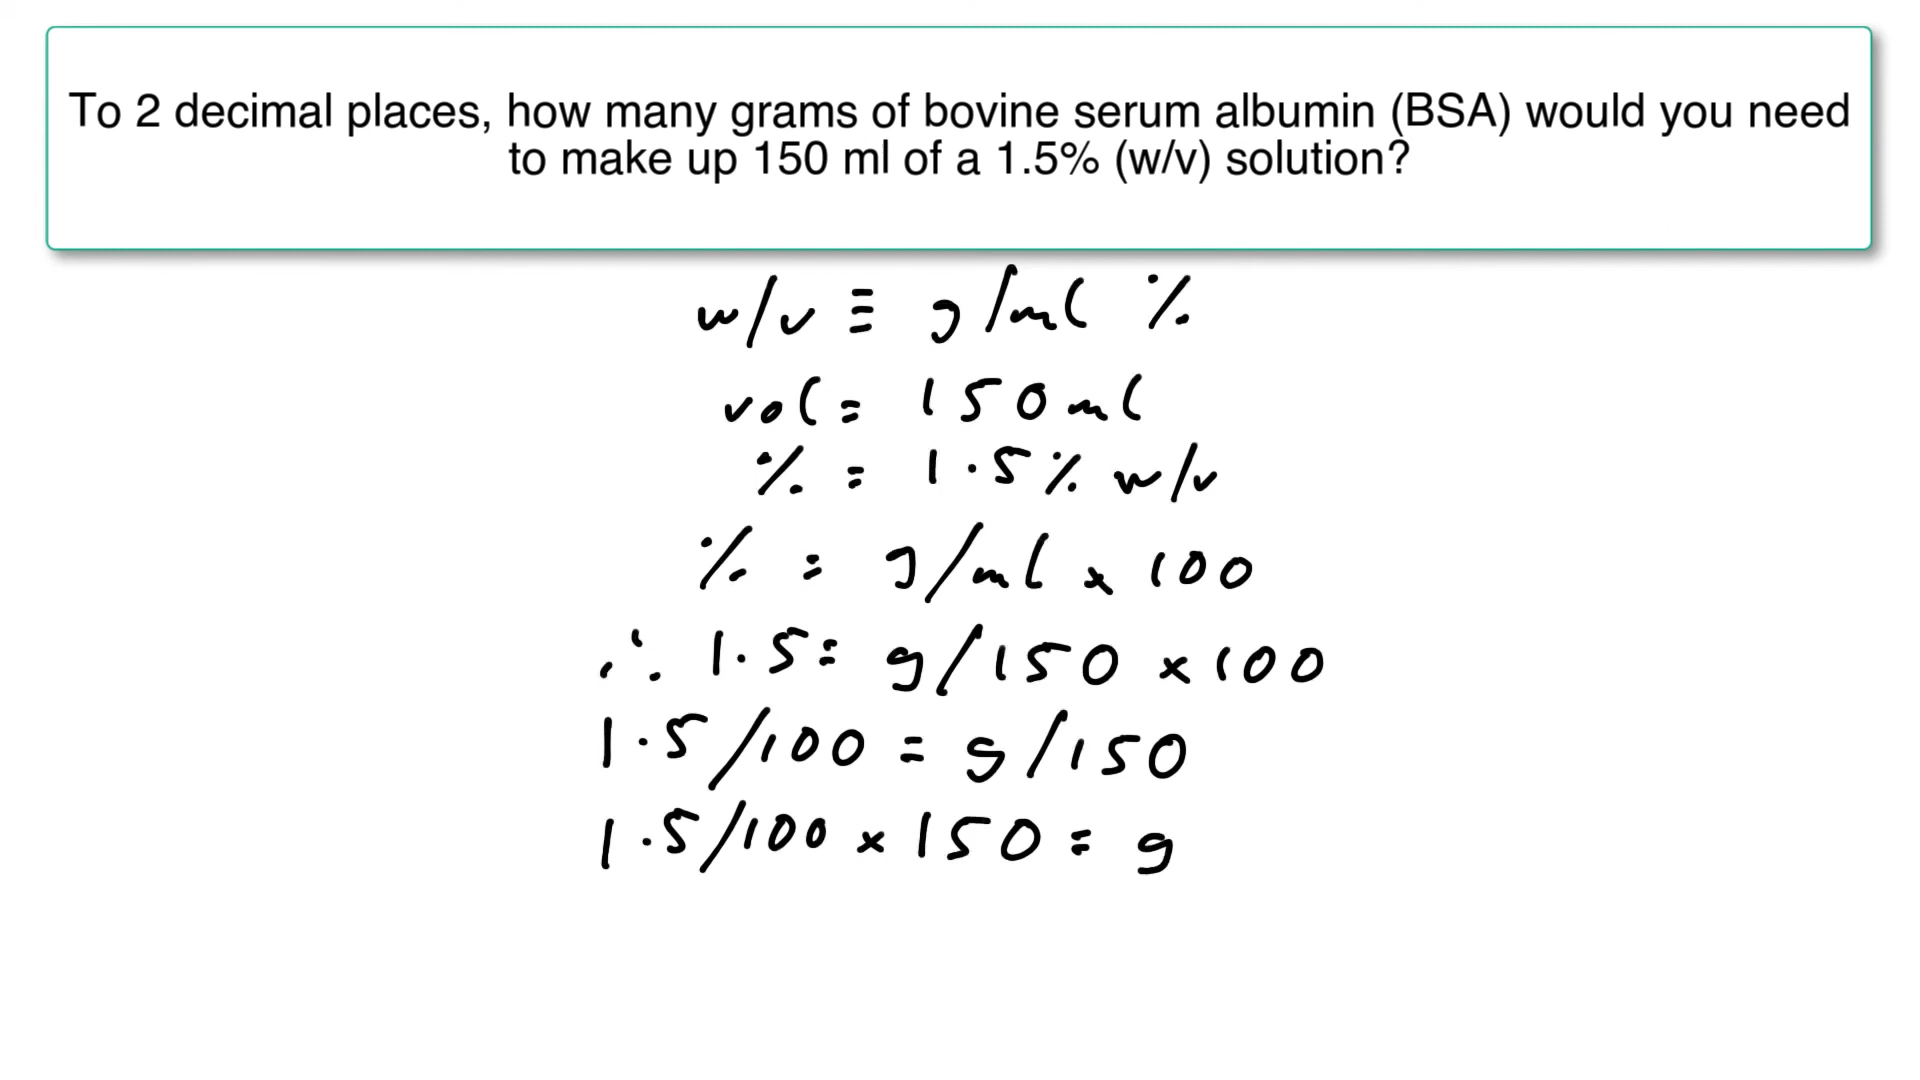 To 2 decimal places, how many grams of bovine serum albumin (BSA) would you need
to make up 150 ml of a 1.5% (w/v) solution?
w/v ≡ g/ml %
vol = 150ml
% = 1.5% w/v
% = g/ml × 100
∴ 1.5 = g/150 × 100
1.5/100 = g/150
1.5/100 × 150 = g